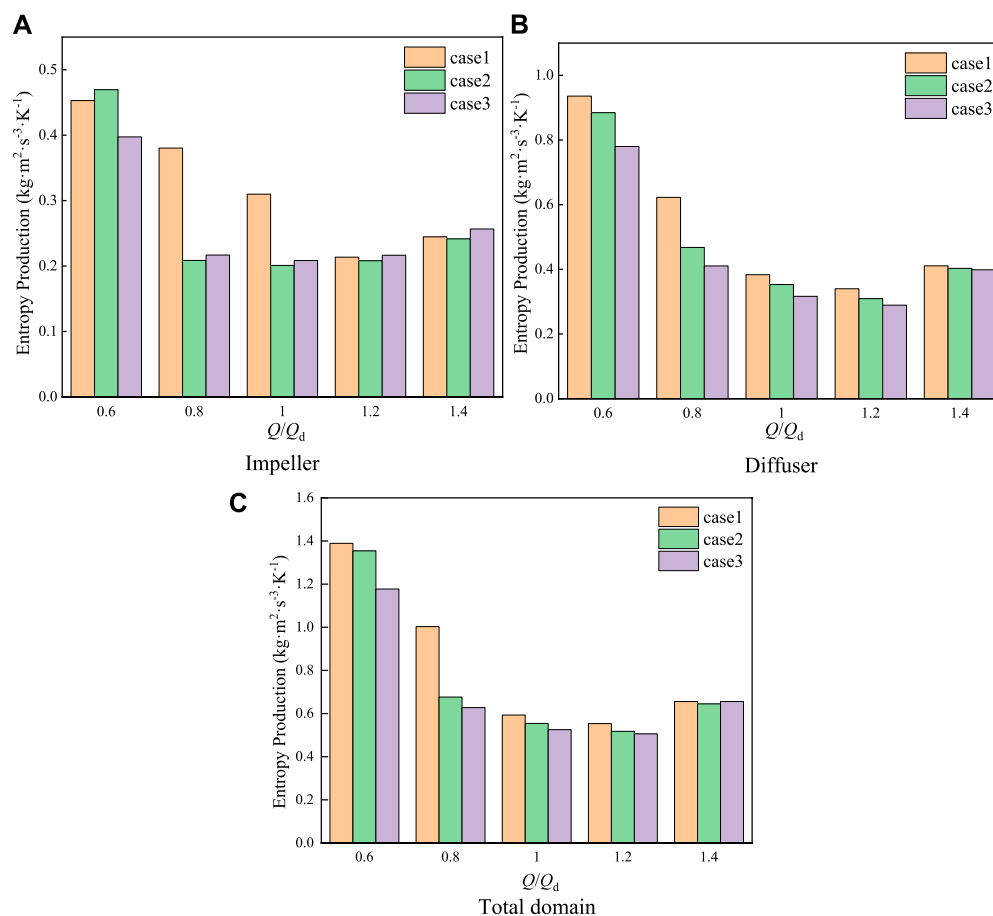 A
Entropy Production (kg·m²·s⁻³·K⁻¹)
0.5
0.4
0.3
0.2
0.1
0.0
case1
case2
case3
0.6 0.8 1 1.2 1.4
Q/Qd
Impeller
B
Entropy Production (kg·m²·s⁻³·K⁻¹)
1.0
0.8
0.6
0.4
0.2
0.0
case1
case2
case3
0.6 0.8 1 1.2 1.4
Q/Qd
Diffuser
C
Entropy Production (kg·m²·s⁻³·K⁻¹)
1.6
1.4
1.2
1.0
0.8
0.6
0.4
0.2
0.0
case1
case2
case3
0.6 0.8 1 1.2 1.4
Q/Qd
Total domain